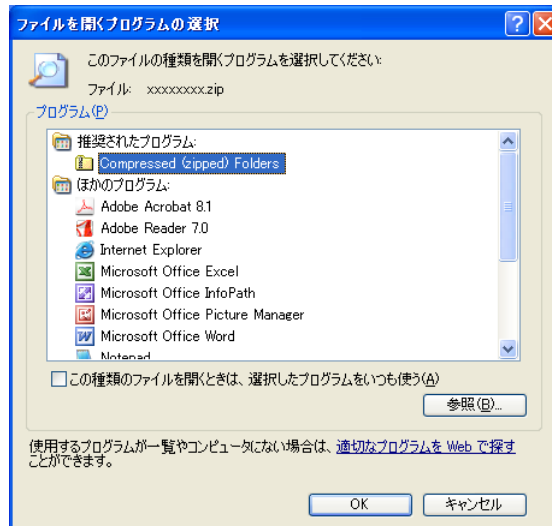 ファイルを開くプログラムの選択
このファイルの種類を開くプログラムを選択してください:
ファイル: xxxxxxxx.zip
プログラム(P)
推奨されたプログラム:
Compressed (zipped) Folders
ほかのプログラム:
Adobe Acrobat 8.1
Adobe Reader 7.0
Internet Explorer
Microsoft Office Excel
Microsoft Office InfoPath
Microsoft Office Picture Manager
Microsoft Office Word
Notepad
この種類のファイルを開くときは、選択したプログラムをいつも使う(A)
参照(B)...
使用するプログラムが一覧やコンピュータにない場合は、適切なプログラムを Web で探す
ことができます。
OK
キャンセル